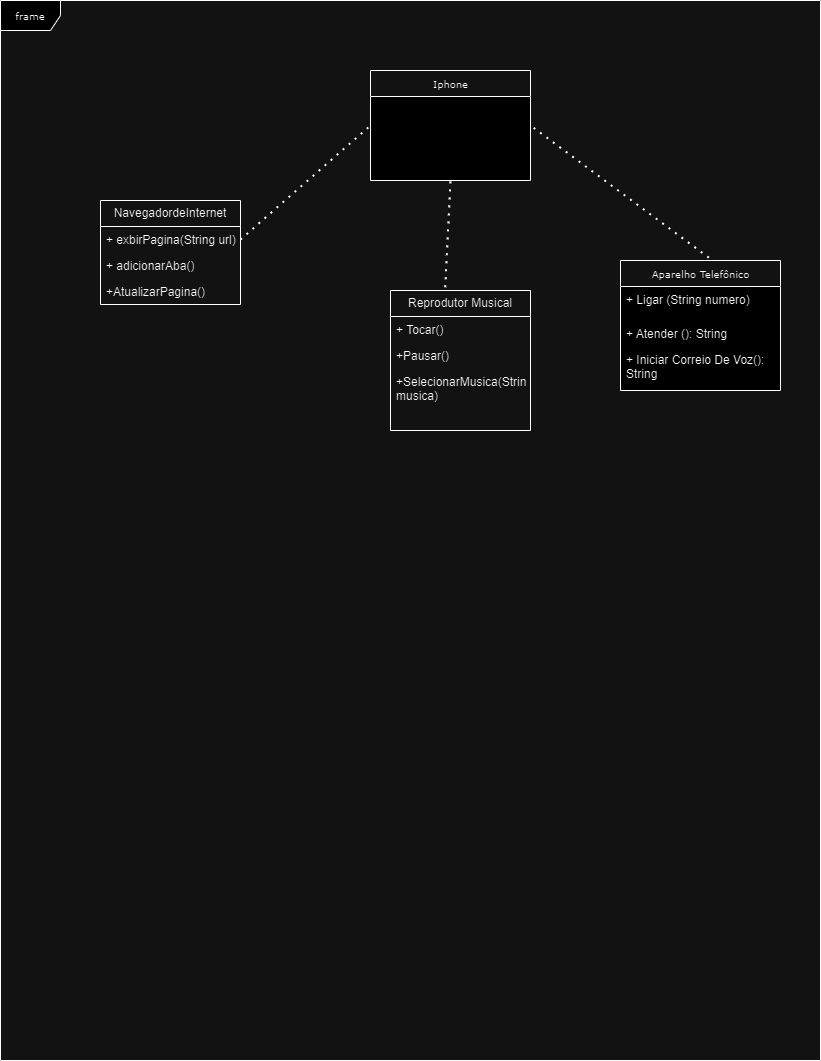 frame
Iphone
NavegadordeInternet
+ exbirPagina(String url)
+ adicionarAba()
+AtualizarPagina()
Reprodutor Musical
+ Tocar()
+Pausar()
+SelecionarMusica(Strin
musica)
Aparelho Telefônico
+ Ligar (String numero)
+ Atender (): String
+ Iniciar Correio De Voz():
String